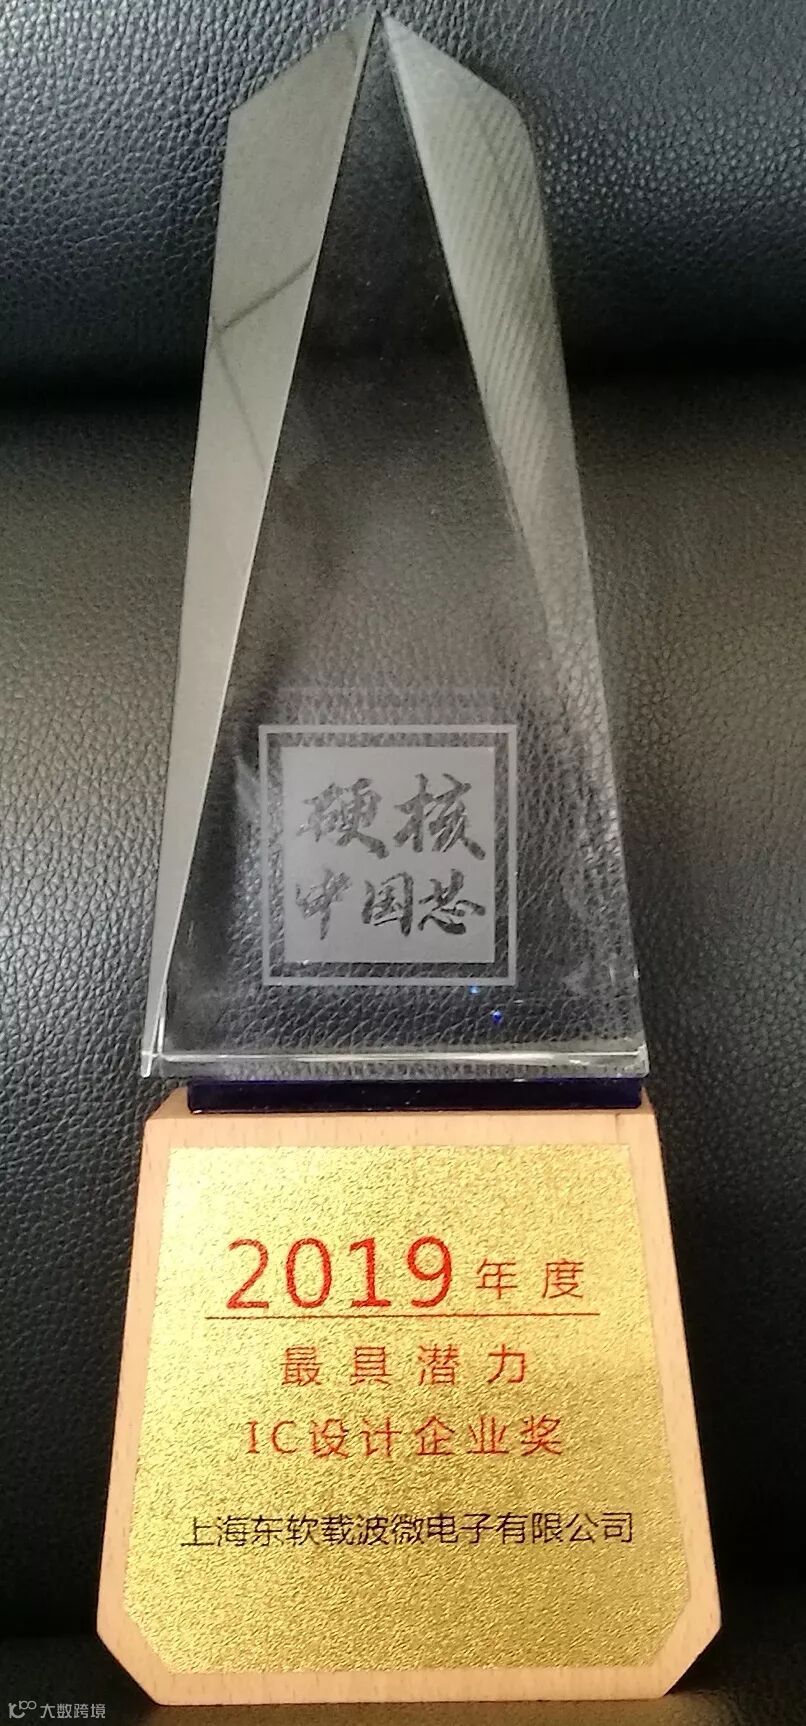 硬核
中国芯
2019年度
最具潜力
IC设计企业奖
上海东软载波微电子有限公司
大数跨境